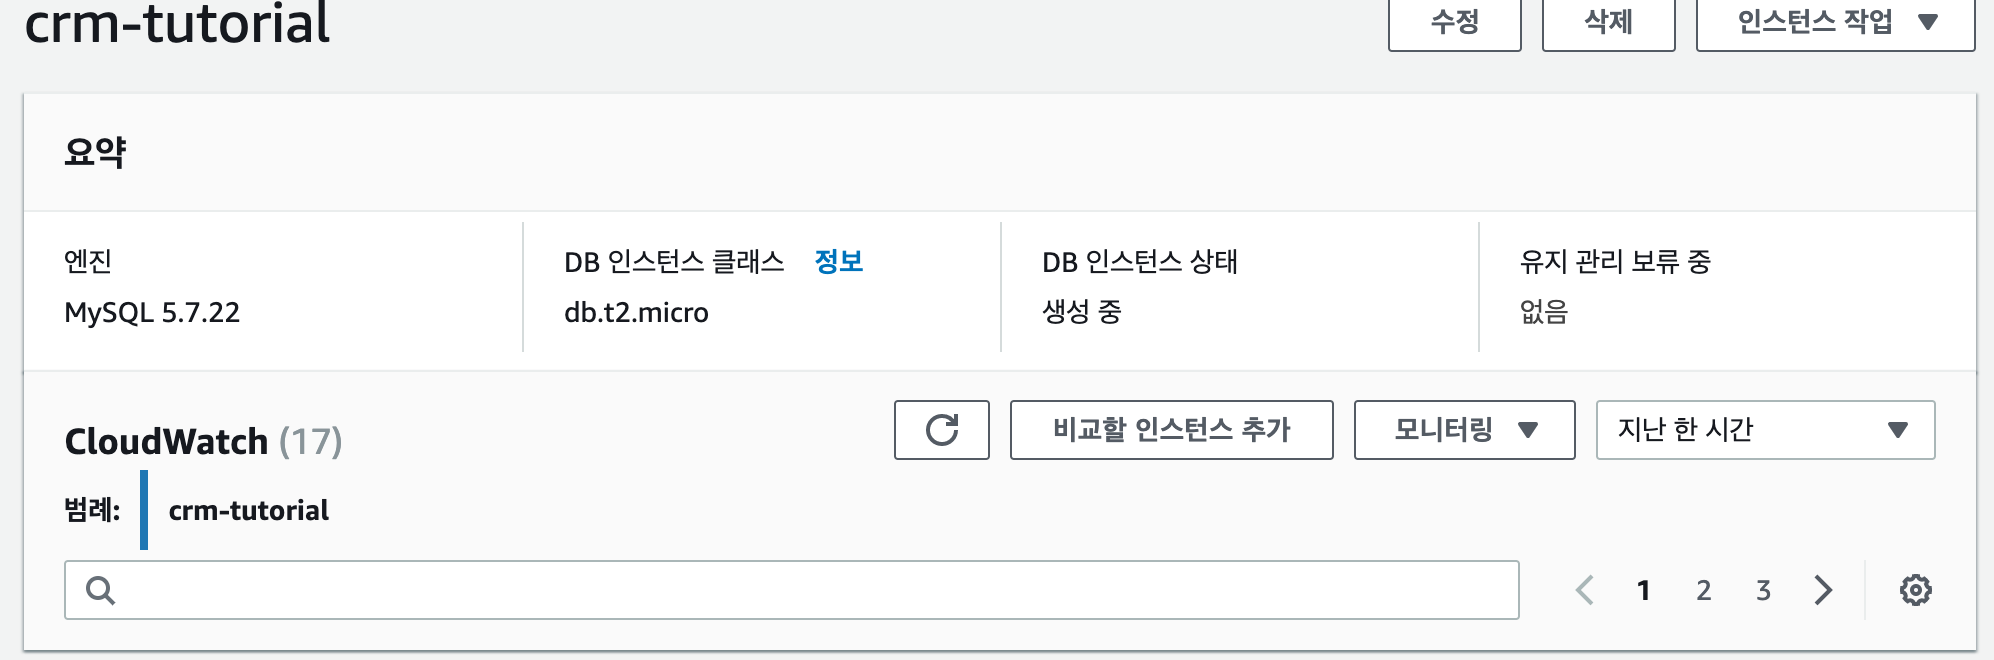 crm-tutorial
수정
삭제
인스턴스 작업
요약
엔진
MySQL 5.7.22
DB 인스턴스 클래스 정보
db.t2.micro
DB 인스턴스 상태
생성 중
유지 관리 보류 중
없음
CloudWatch (17)
비교할 인스턴스 추가
모니터링
지난 한 시간
범례:
crm-tutorial
1 2 3